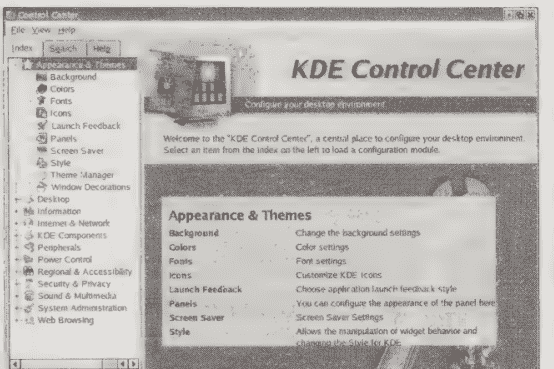 Control Center
File View Help
Index Search Help
Appearance & Themes
Background
Colors
Fonts
Icons
Launch Feedback
Panels
Screen Saver
Style
Theme Manager
Window Decorations
Desktop
Information
Internet & Network
KDE Components
Peripherals
Power Control
Regional & Accessibility
Security & Privacy
Sound & Multimedia
System Administration
Web Browsing
KDE Control Center
Configure your desktop environment
Welcome to the "KDE Control Center", a central place to configure your desktop environment.
Select an item from the index on the left to load a configuration module.
Appearance & Themes
Background Change the background settings
Colors Color settings
Fonts Font settings
Icons Customize KDE Icons
Launch Feedback Choose application launch feedback style
Panels You can configure the appearance of the panel here
Screen Saver Screen Saver Settings
Style Allows the manipulation of widget behavior and
changing the Style for KDE